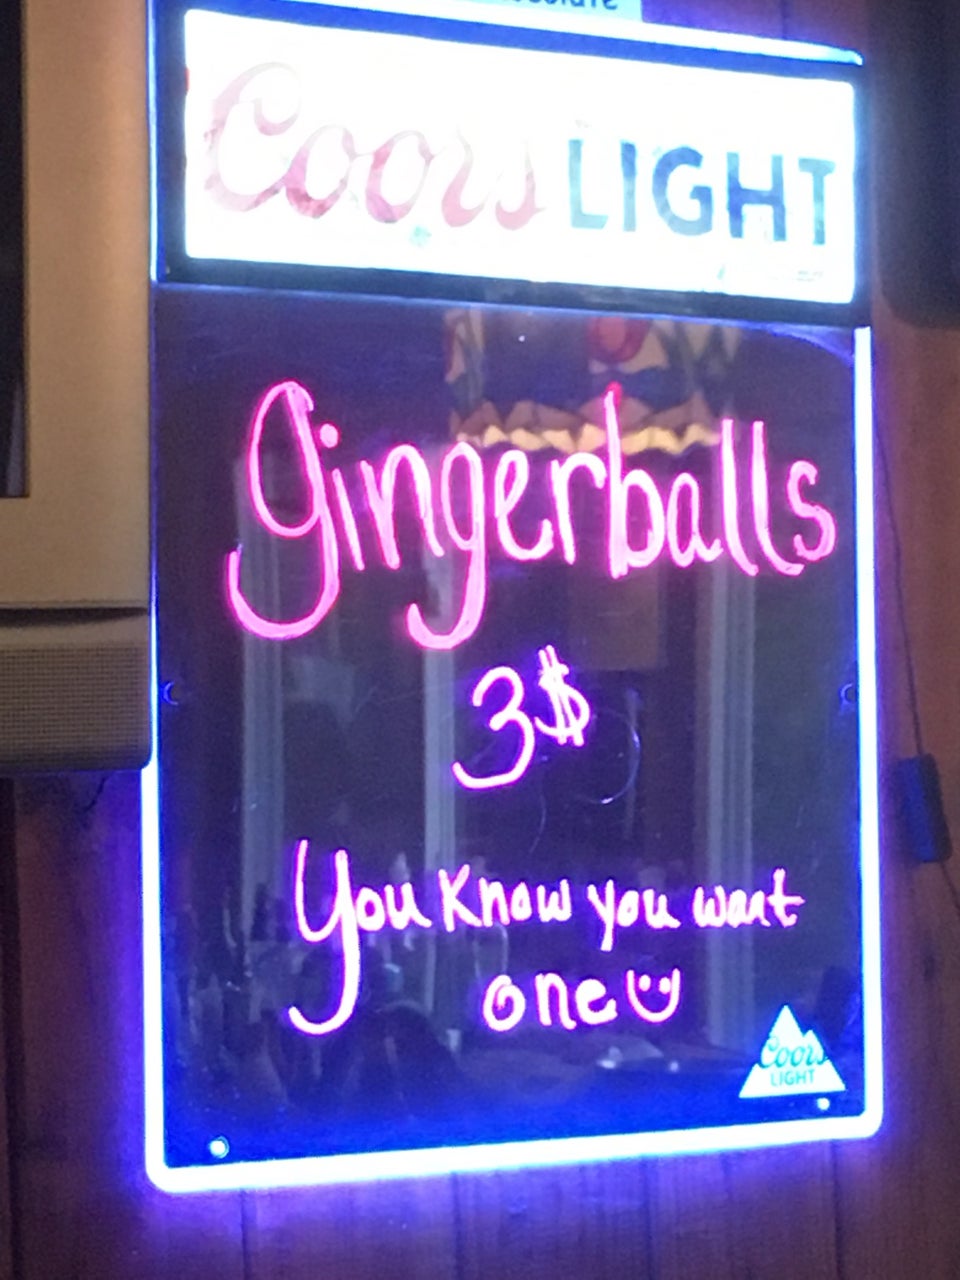 Coors LIGHT
Gingerballs
3$
You know you want
one
Coors
LIGHT